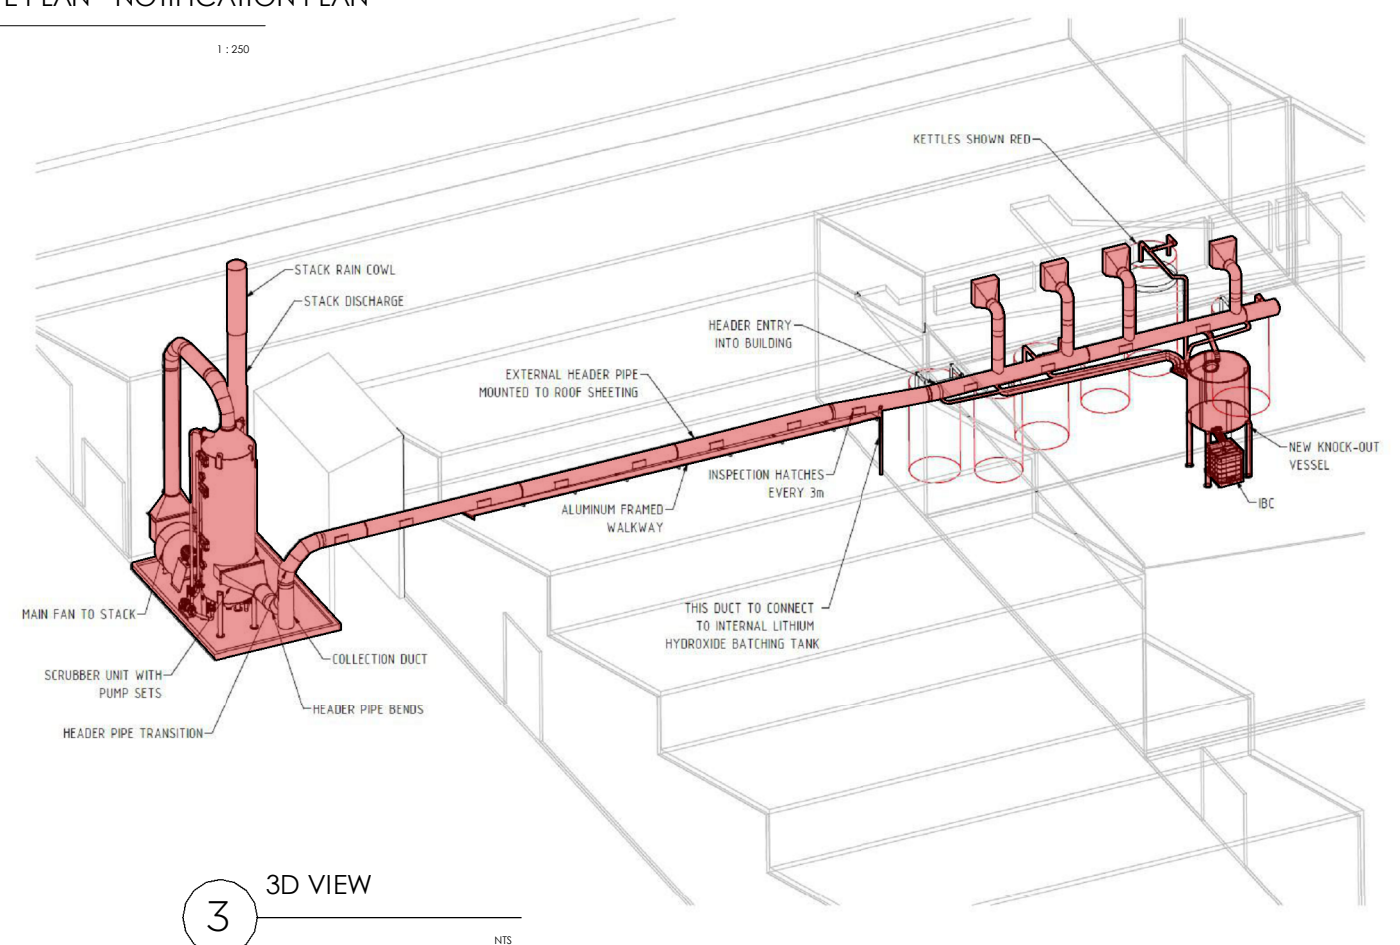 PLAN - NOTIFICATION PLAN
1 : 250
KETTLES SHOWN RED
STACK RAIN COWL
STACK DISCHARGE
HEADER ENTRY
INTO BUILDING
EXTERNAL HEADER PIPE
MOUNTED TO ROOF SHEETING
NEW KNOCK-OUT
VESSEL
INSPECTION HATCHES
EVERY 3m
IBC
ALUMINUM FRAMED
WALKWAY
MAIN FAN TO STACK
THIS DUCT TO CONNECT
TO INTERNAL LITHIUM
HYDROXIDE BATCHING TANK
COLLECTION DUCT
SCRUBBER UNIT WITH
PUMP SETS
HEADER PIPE BENDS
HEADER PIPE TRANSITION
3
3D VIEW
NTS